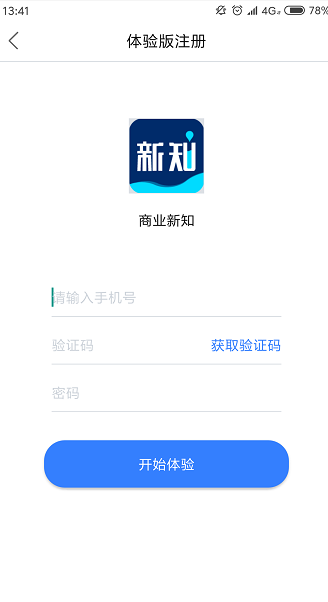 13:41 4G 78%
体验版注册
新知
商业新知
请输入手机号
验证码 获取验证码
密码
开始体验